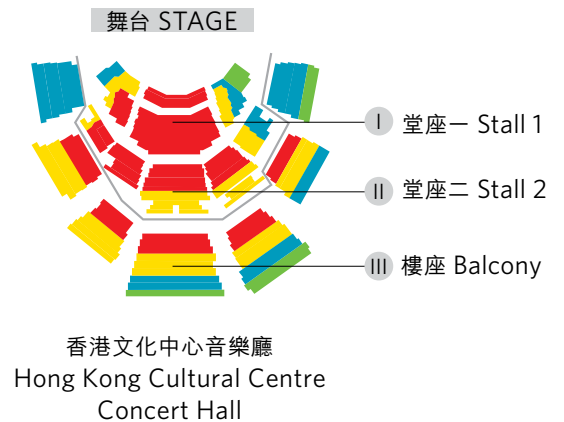 舞台 STAGE
I 堂座一 Stall 1
II 堂座二 Stall 2
III 樓座 Balcony
香港文化中心音樂廳
Hong Kong Cultural Centre
Concert Hall